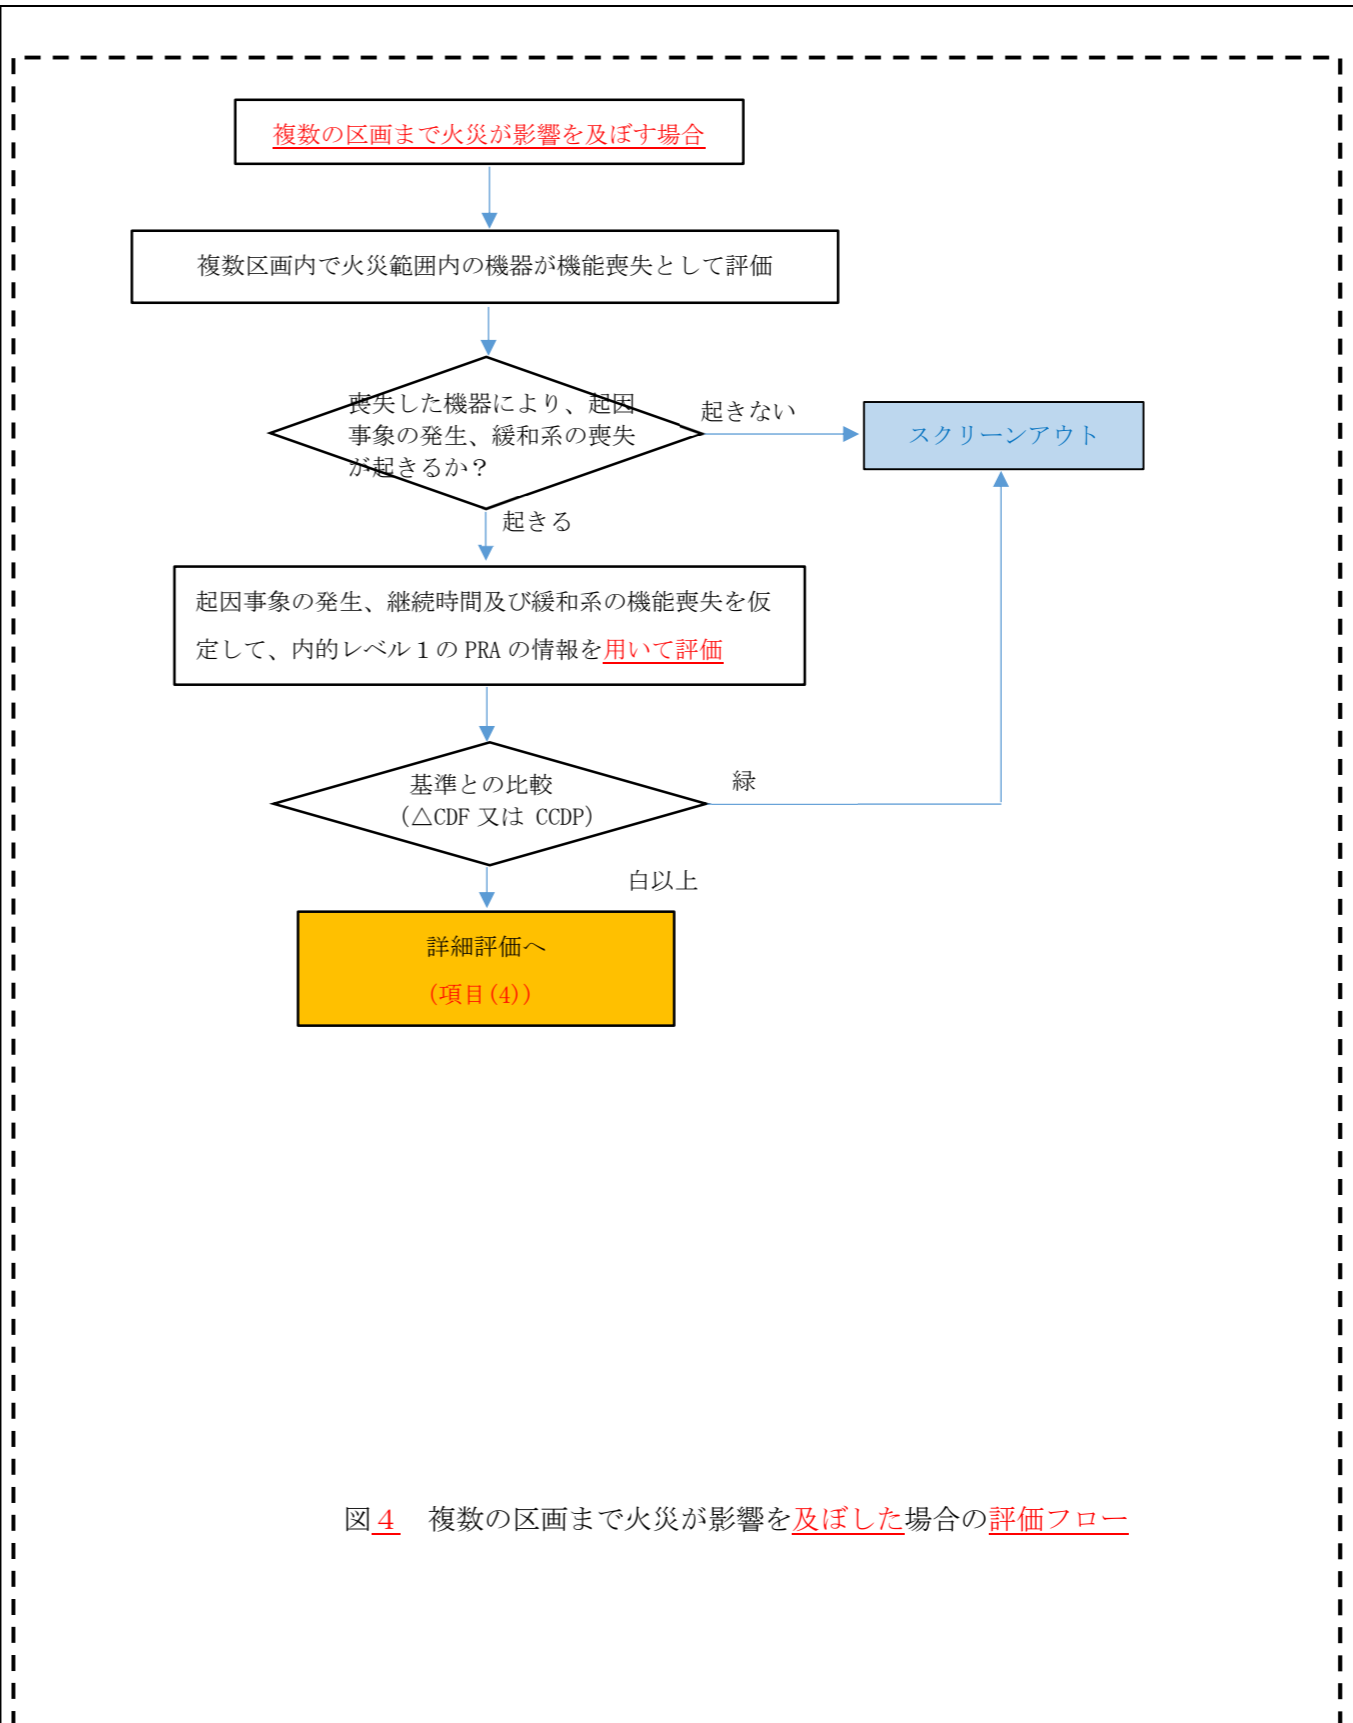 複数の区画まで火災が影響を及ぼす場合
複数区画内で火災範囲内の機器が機能喪失として評価
喪失した機器により、起因
事象の発生、緩和系の喪失
が起きるか？
起きない
スクリーンアウト
起きる
起因事象の発生、継続時間及び緩和系の機能喪失を仮
定して、内的レベル１の PRA の情報を用いて評価
基準との比較
（△CDF 又は CCDP）
緑
白以上
詳細評価へ
（項目(4)）
図４　複数の区画まで火災が影響を及ぼした場合の評価フロー